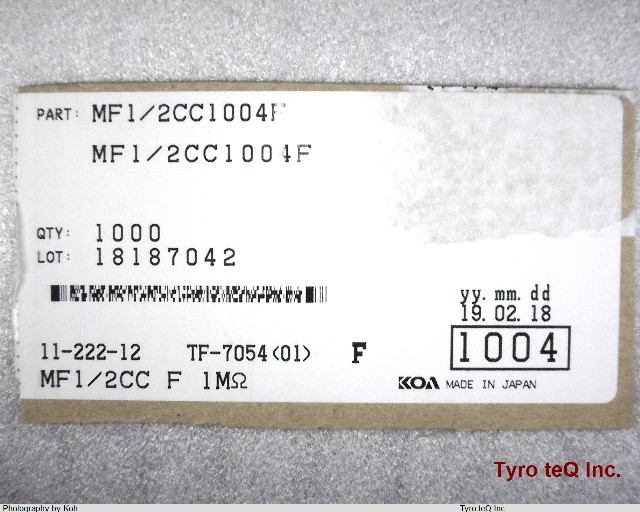 PART: MF1/2CC1004F
MF1/2CC1004F
QTY: 1000
LOT: 18187042
yy. mm. dd
19. 02. 18
11-222-12 TF-7054(01) F 1004
MF1/2CC F 1MΩ KOA MADE IN JAPAN
Tyro teQ Inc.
Photography by Koh Tyro teQ Inc